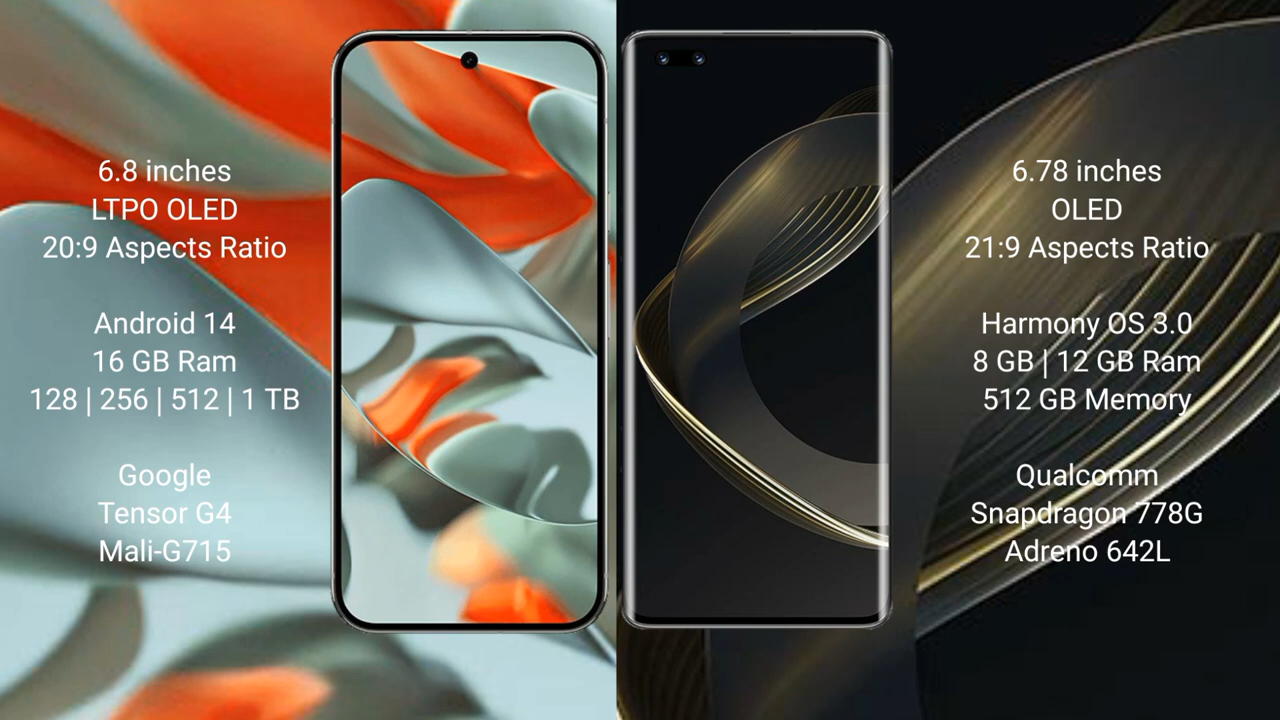 6.8 inches
LTPO OLED
20:9 Aspects Ratio
Android 14
16 GB Ram
128 | 256 | 512 | 1 TB
Google
Tensor G4
Mali-G715
6.78 inches
OLED
21:9 Aspects Ratio
Harmony OS 3.0
8 GB | 12 GB Ram
512 GB Memory
Qualcomm
Snapdragon 778G
Adreno 642L